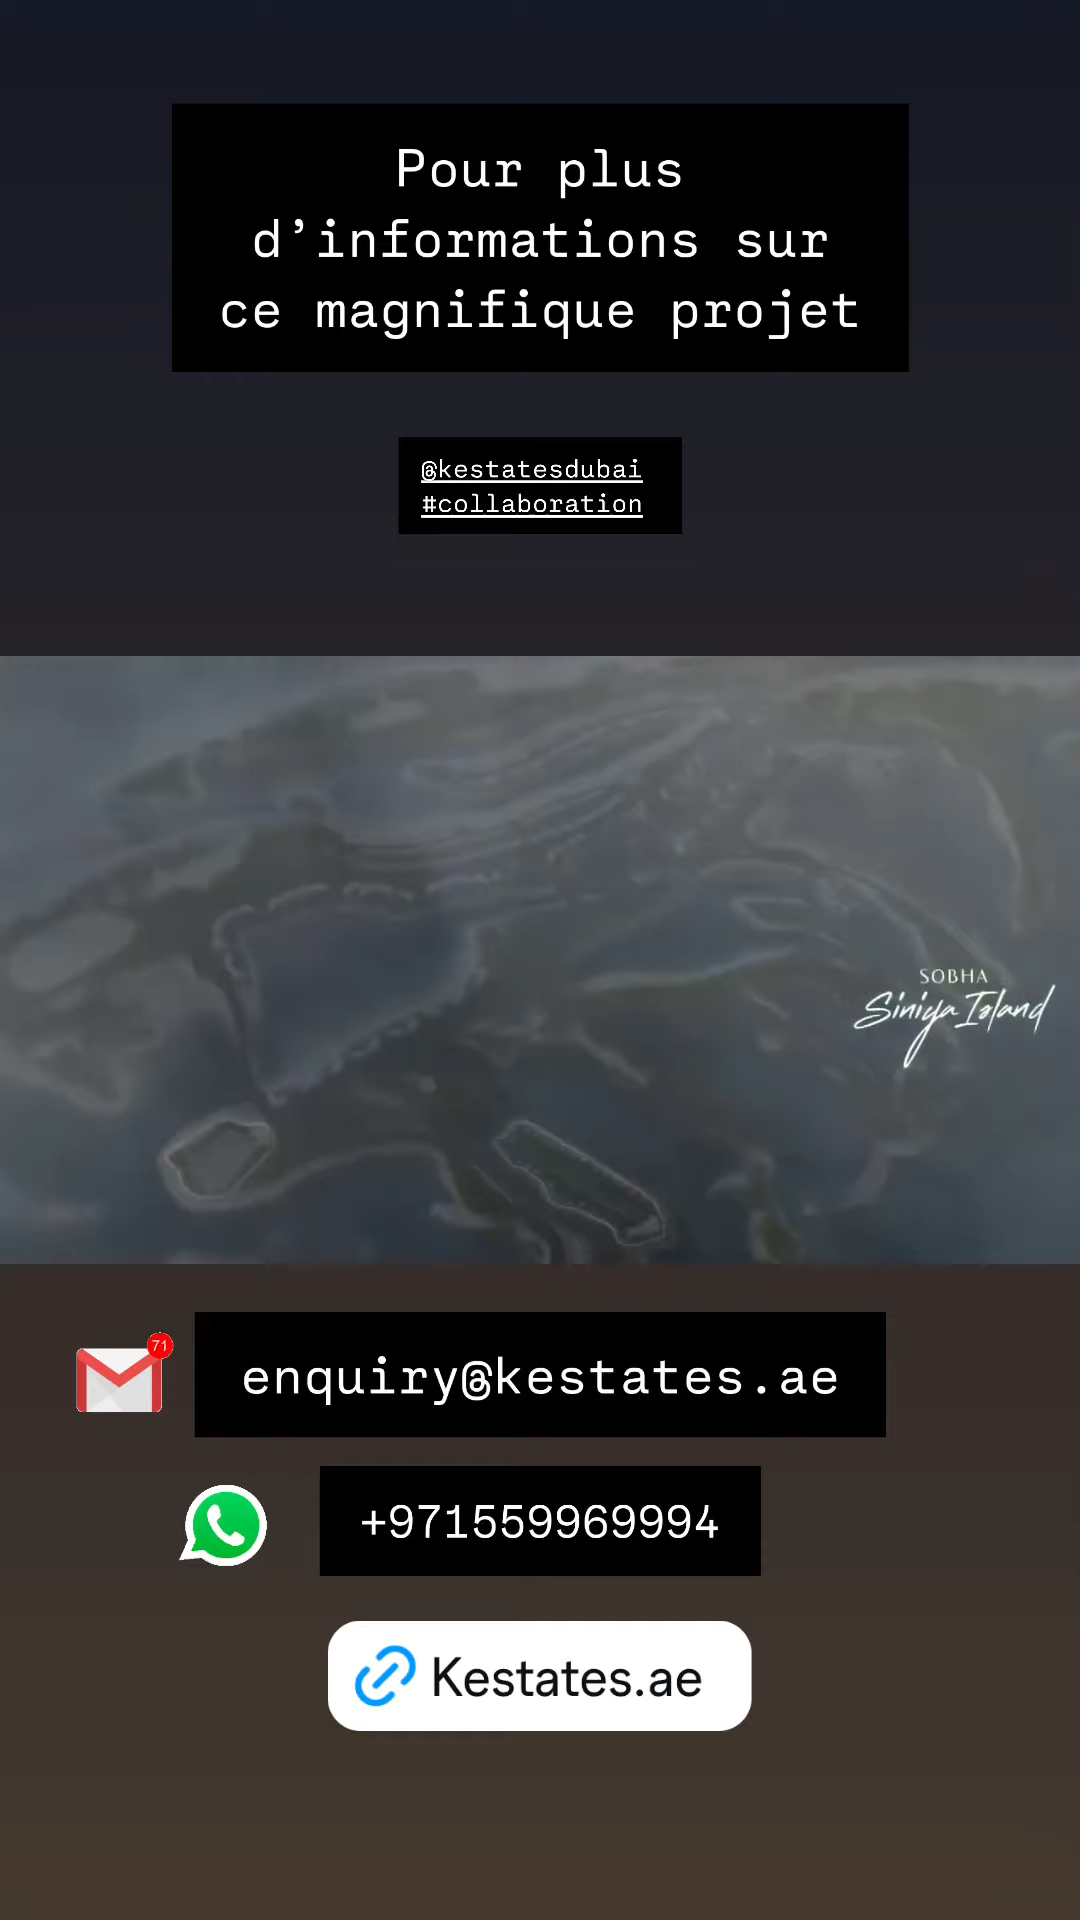 Pour plus
d’informations sur
ce magnifique projet
@kestatesdubai
#collaboration
SOBHA
Siniya Island
71
enquiry@kestates.ae
+971559969994
Kestates.ae